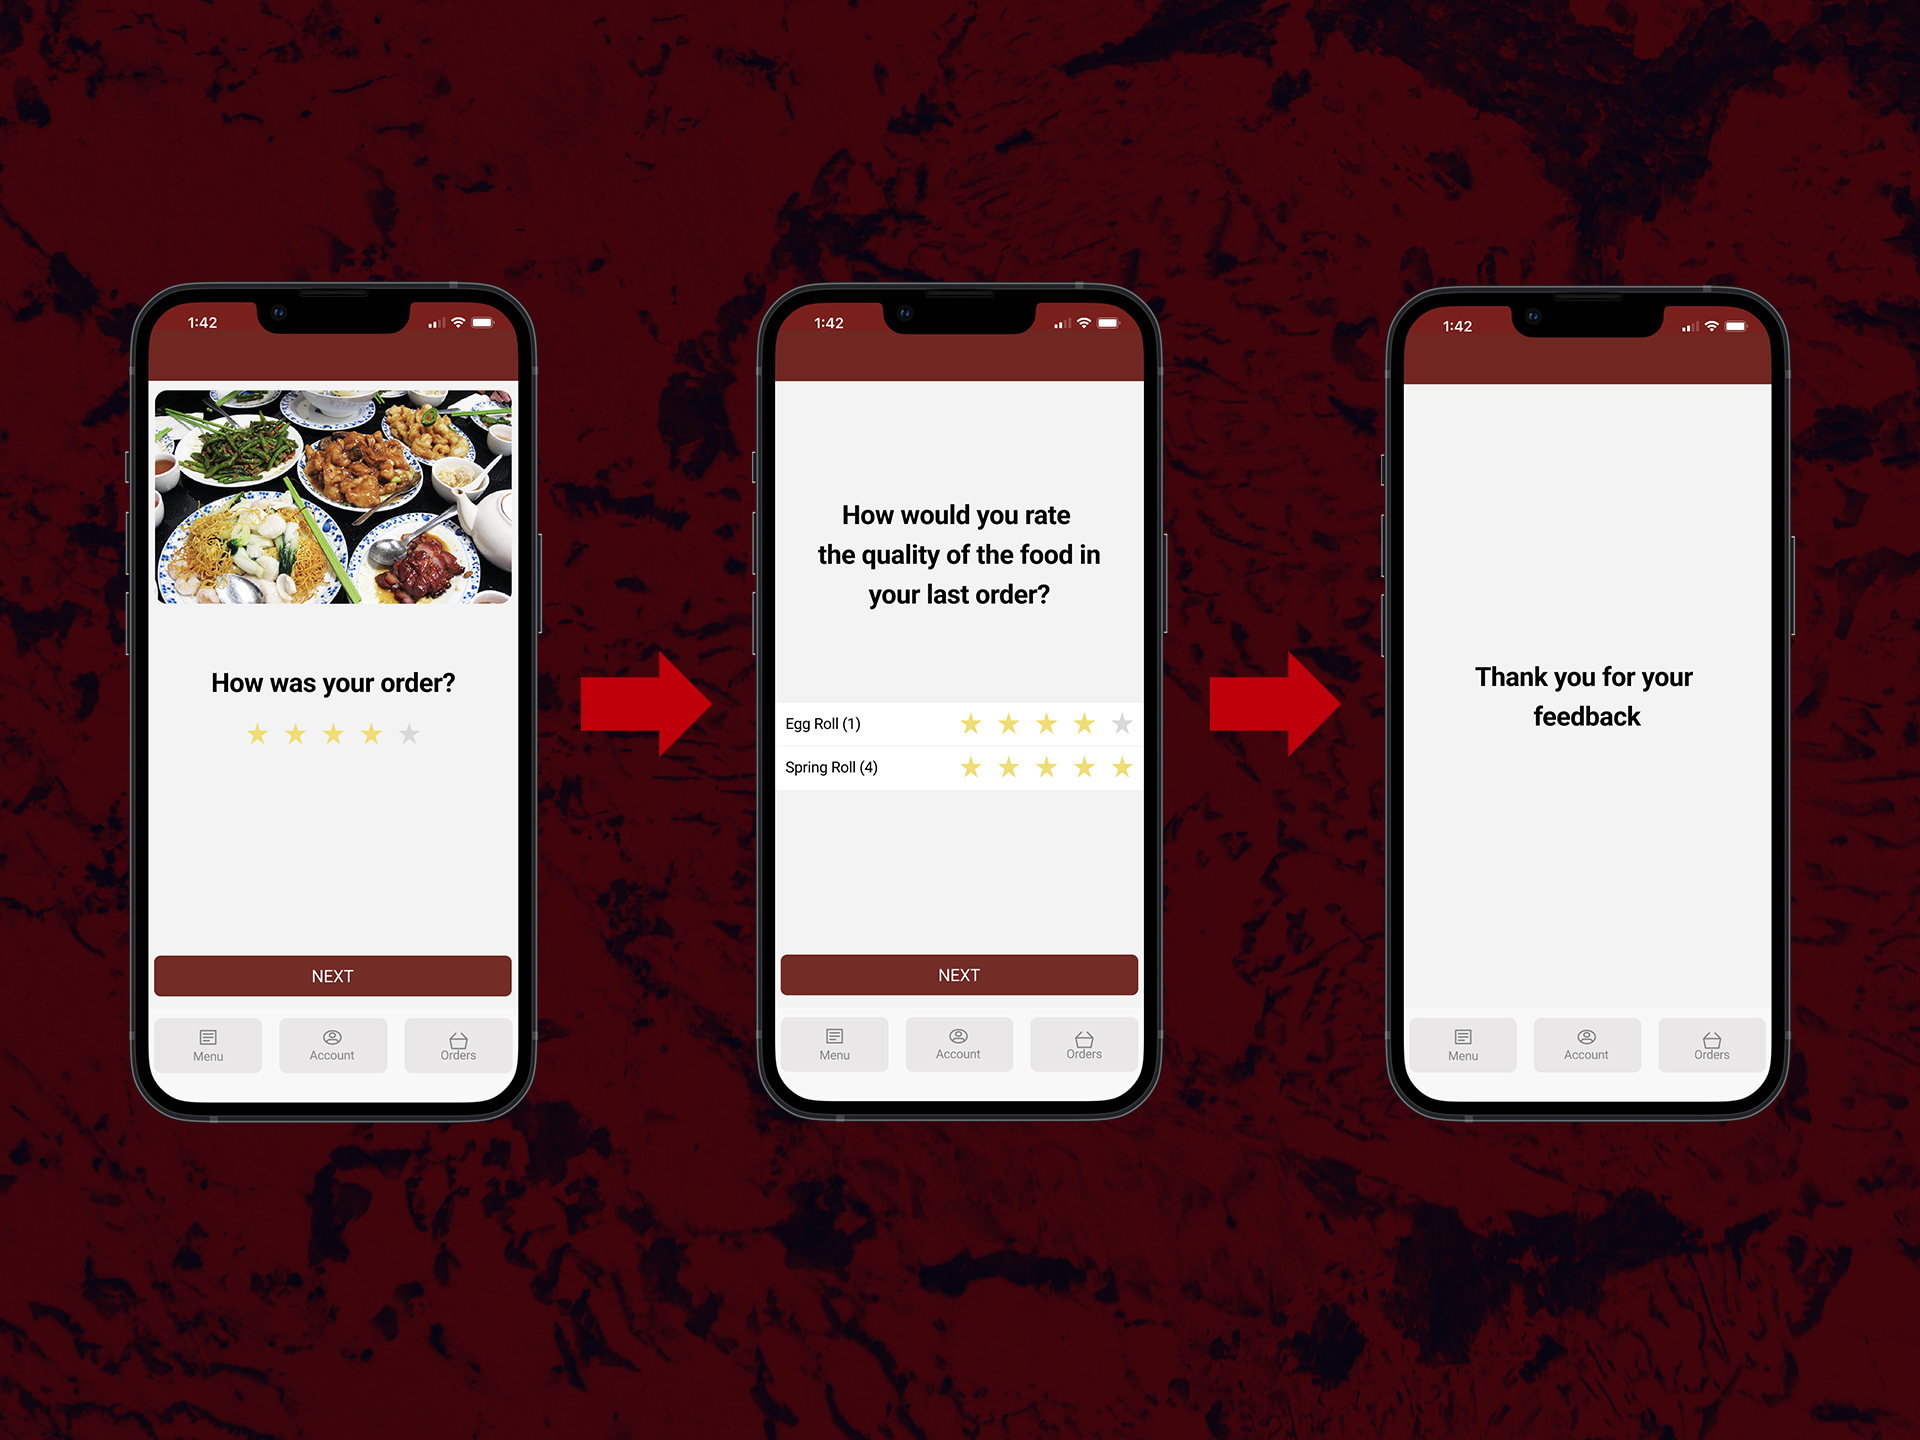 1:42
How was your order?
NEXT
Menu
Account
Orders
1:42
How would you rate
the quality of the food in
your last order?
Egg Roll (1)
Spring Roll (4)
NEXT
Menu
Account
Orders
1:42
Thank you for your
feedback
Menu
Account
Orders